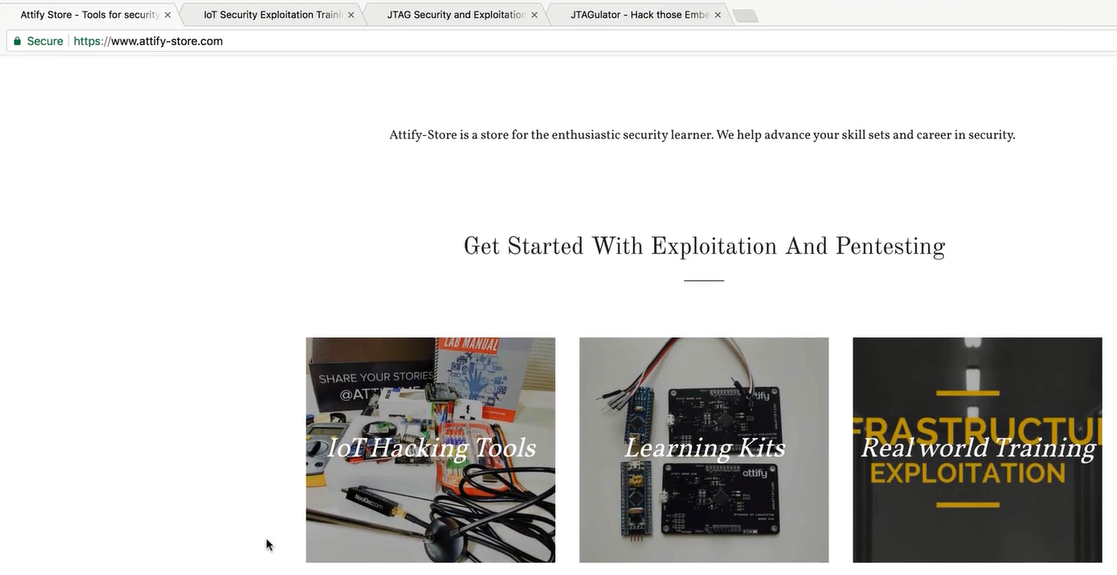 Attify Store - Tools for security
IoT Security Exploitation Traini
JTAG Security and Exploitation
JTAGulator - Hack those Embe
Secure https://www.attify-store.com
Attify-Store is a store for the enthusiastic security learner. We help advance your skill sets and career in security.
Get Started With Exploitation And Pentesting
LAB MANUAL
SHARE YOUR STORIES
IoT Hacking Tools
NooElec.com
attify
Learning Kits
attify
FRASTRUCTU
Real world Training
EXPLOITATION